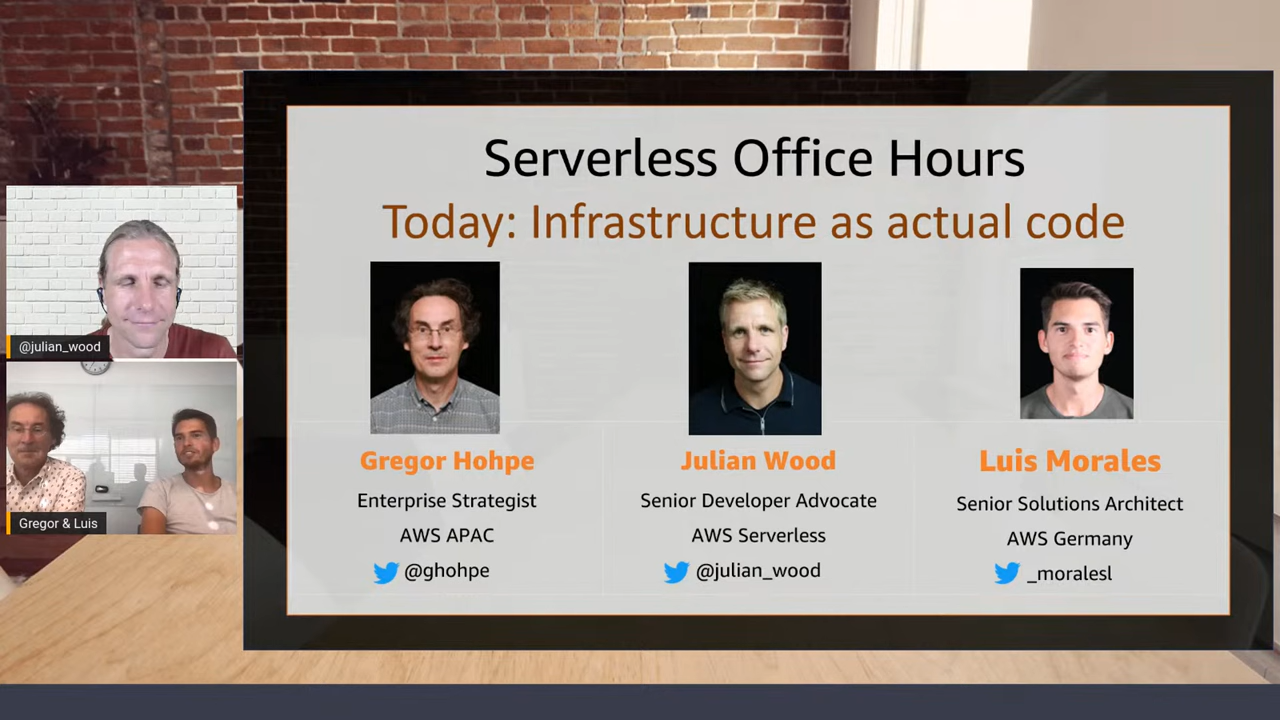 Serverless Office Hours
Today: Infrastructure as actual code
Gregor Hohpe
Enterprise Strategist
AWS APAC
@ghohpe
Julian Wood
Senior Developer Advocate
AWS Serverless
@julian_wood
Luis Morales
Senior Solutions Architect
AWS Germany
_moralesl
@julian_wood
Gregor & Luis